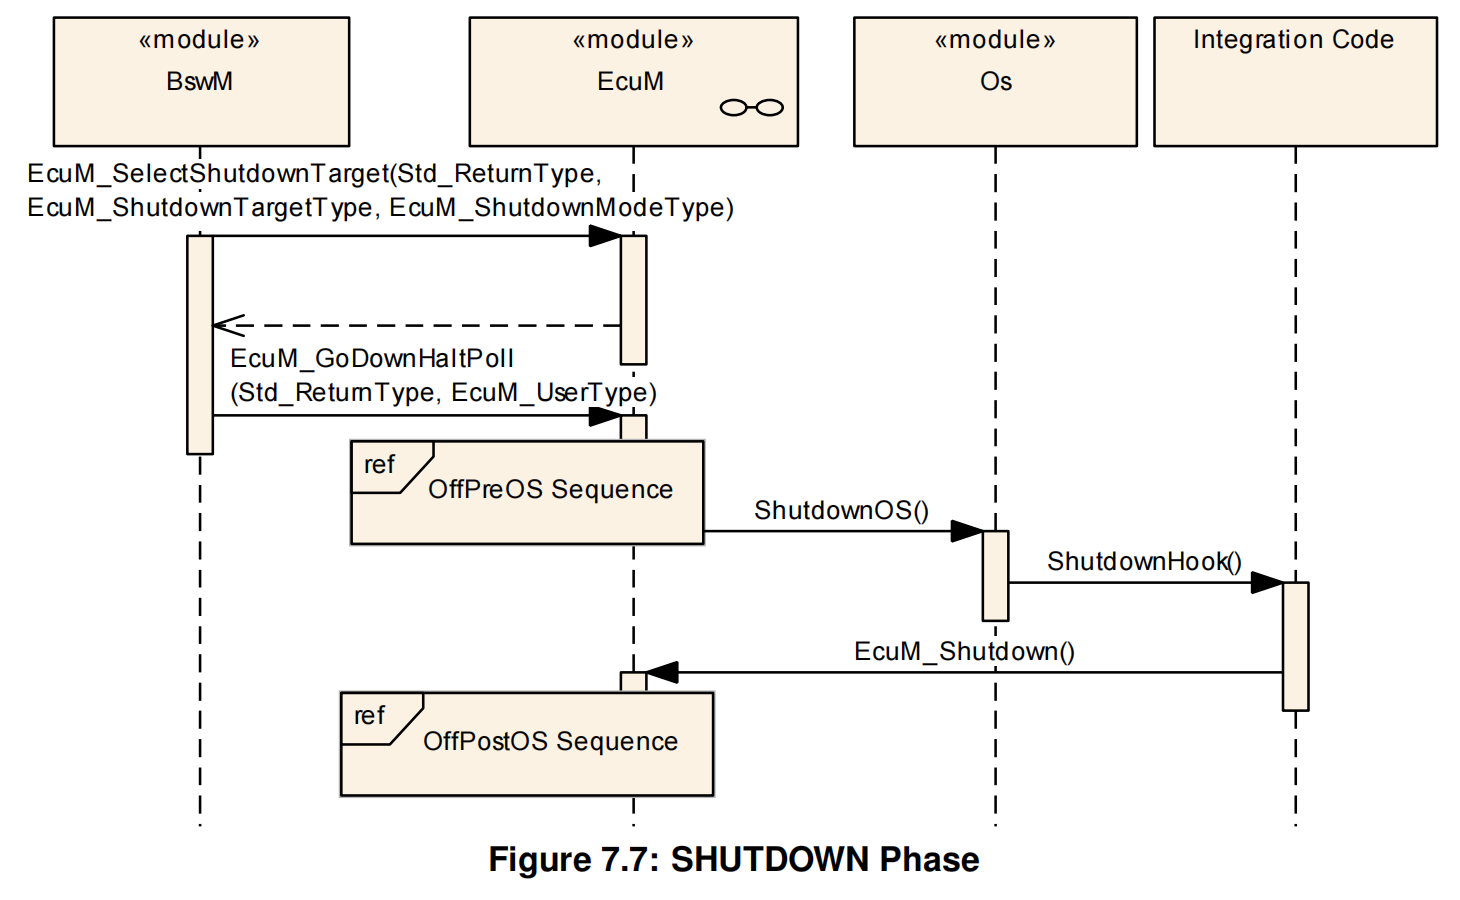 «module»
BswM
«module»
EcuM
«module»
Os
Integration Code
EcuM_SelectShutdownTarget(Std_ReturnType,
EcuM_ShutdownTargetType, EcuM_ShutdownModeType)
EcuM_GoDownHaltPoll
(Std_ReturnType, EcuM_UserType)
ref
OffPreOS Sequence
ShutdownOS()
ShutdownHook()
EcuM_Shutdown()
ref
OffPostOS Sequence
Figure 7.7: SHUTDOWN Phase